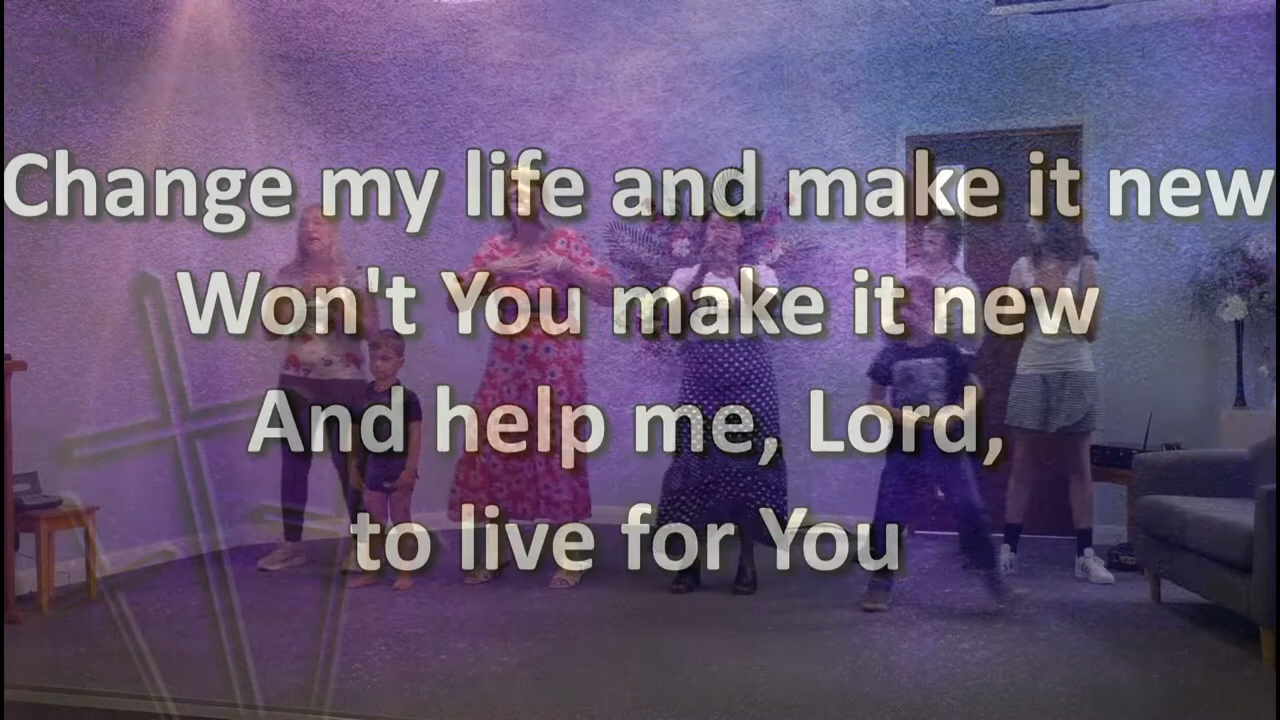 Change my life and make it new
Won't You make it new
And help me, Lord,
to live for You